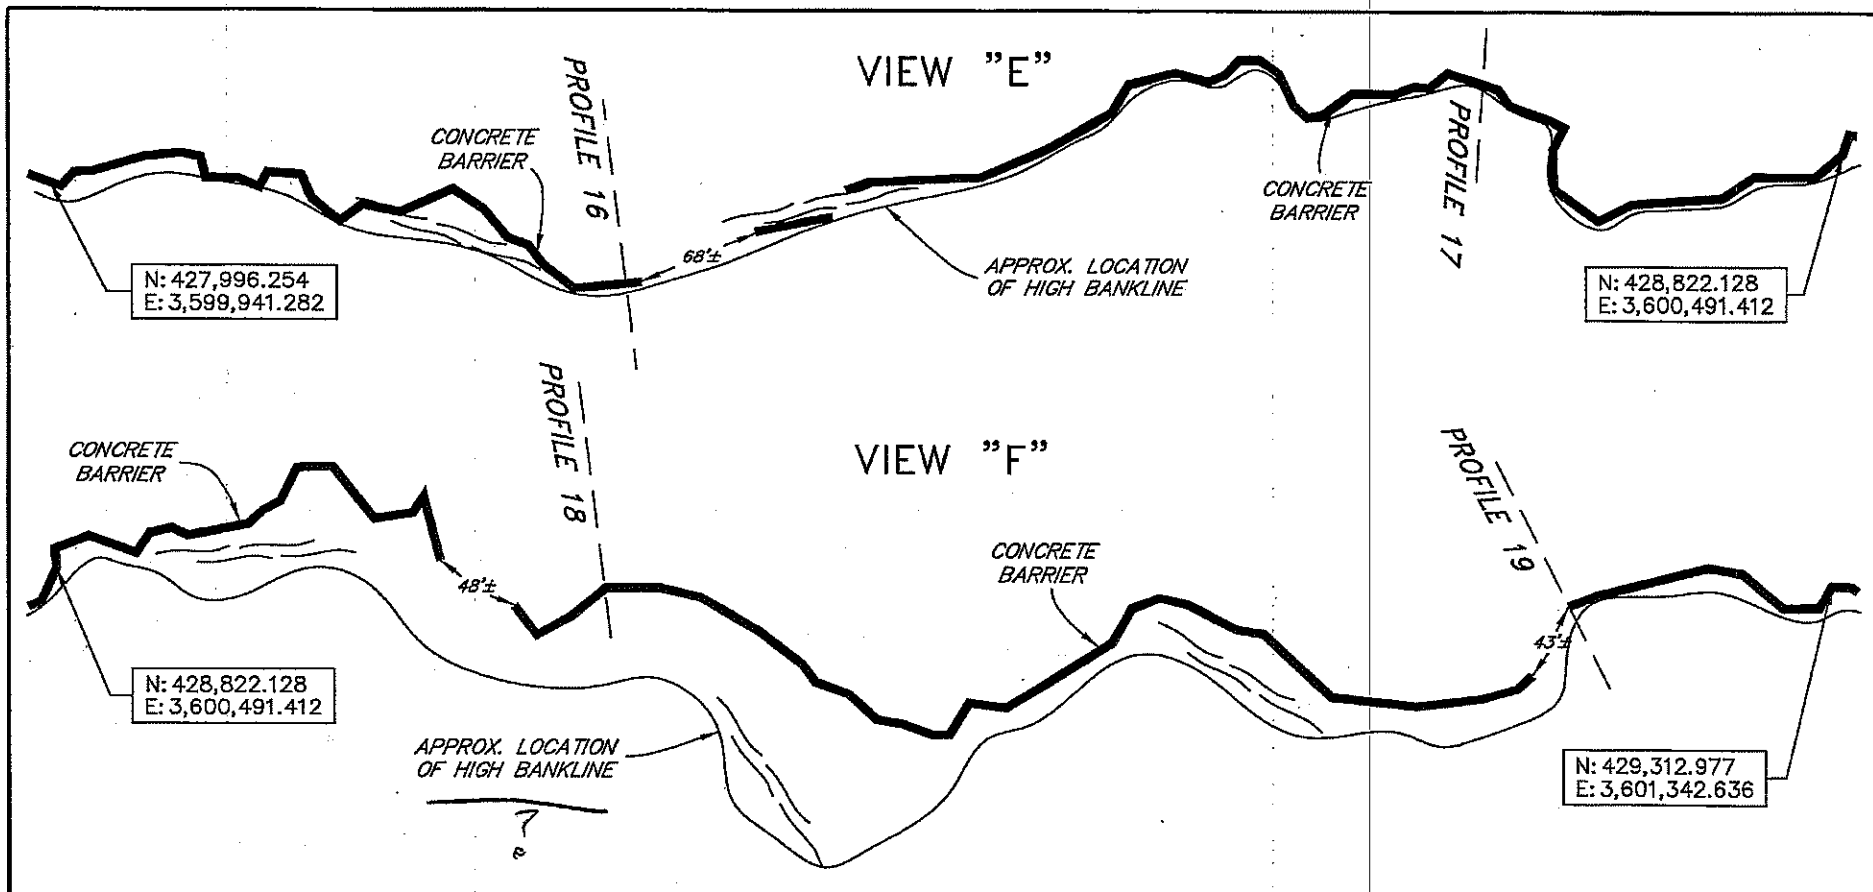 VIEW "E"
PROFILE 16
CONCRETE
BARRIER
68'±
CONCRETE
BARRIER
PROFILE 17
APPROX. LOCATION
OF HIGH BANKLINE
N: 427,996.254
E: 3,599,941.282
N: 428,822.128
E: 3,600,491.412
VIEW "F"
PROFILE 18
CONCRETE
BARRIER
48'±
CONCRETE
BARRIER
PROFILE 19
43'±
N: 428,822.128
E: 3,600,491.412
APPROX. LOCATION
OF HIGH BANKLINE
?
N: 429,312.977
E: 3,601,342.636